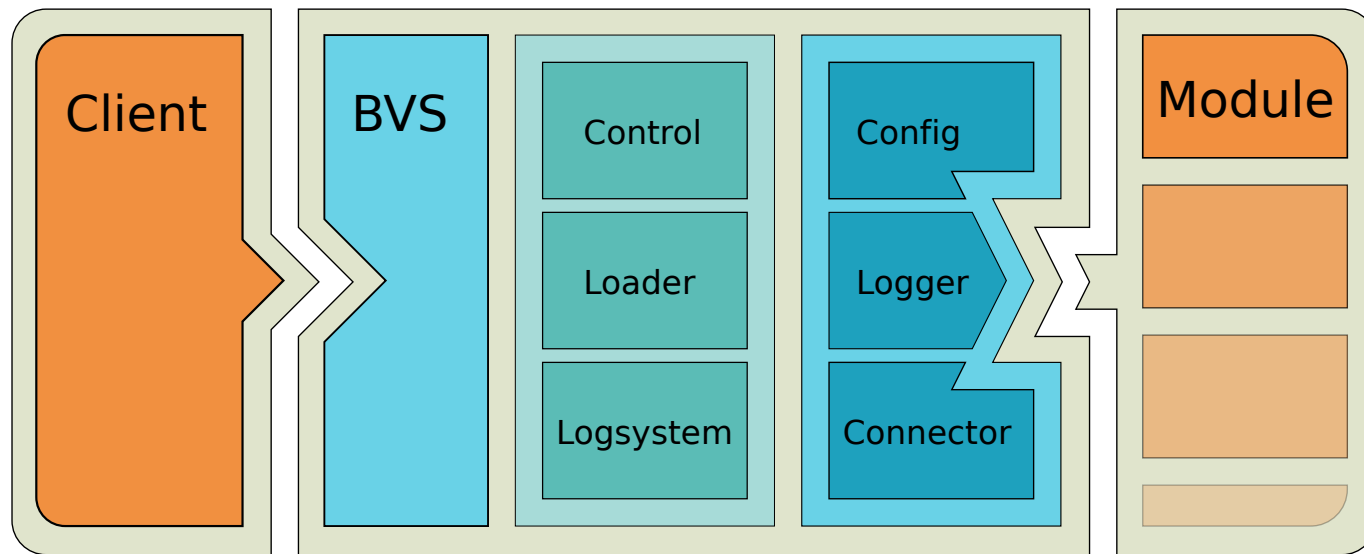 Client
BVS
Control
Loader
Logsystem
Config
Logger
Connector
Module